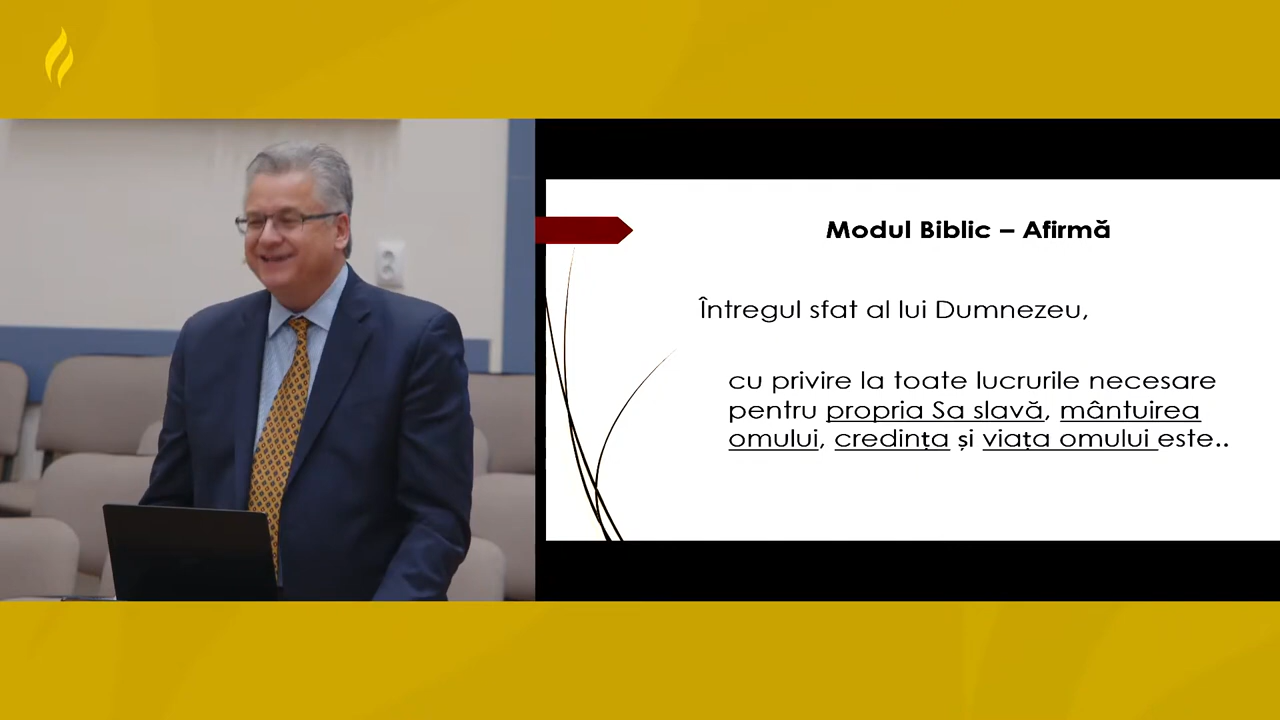 Modul Biblic – Afirmă
Întregul sfat al lui Dumnezeu,
cu privire la toate lucrurile necesare
pentru propria Sa slavă, mântuirea
omului, credința și viața omului este..